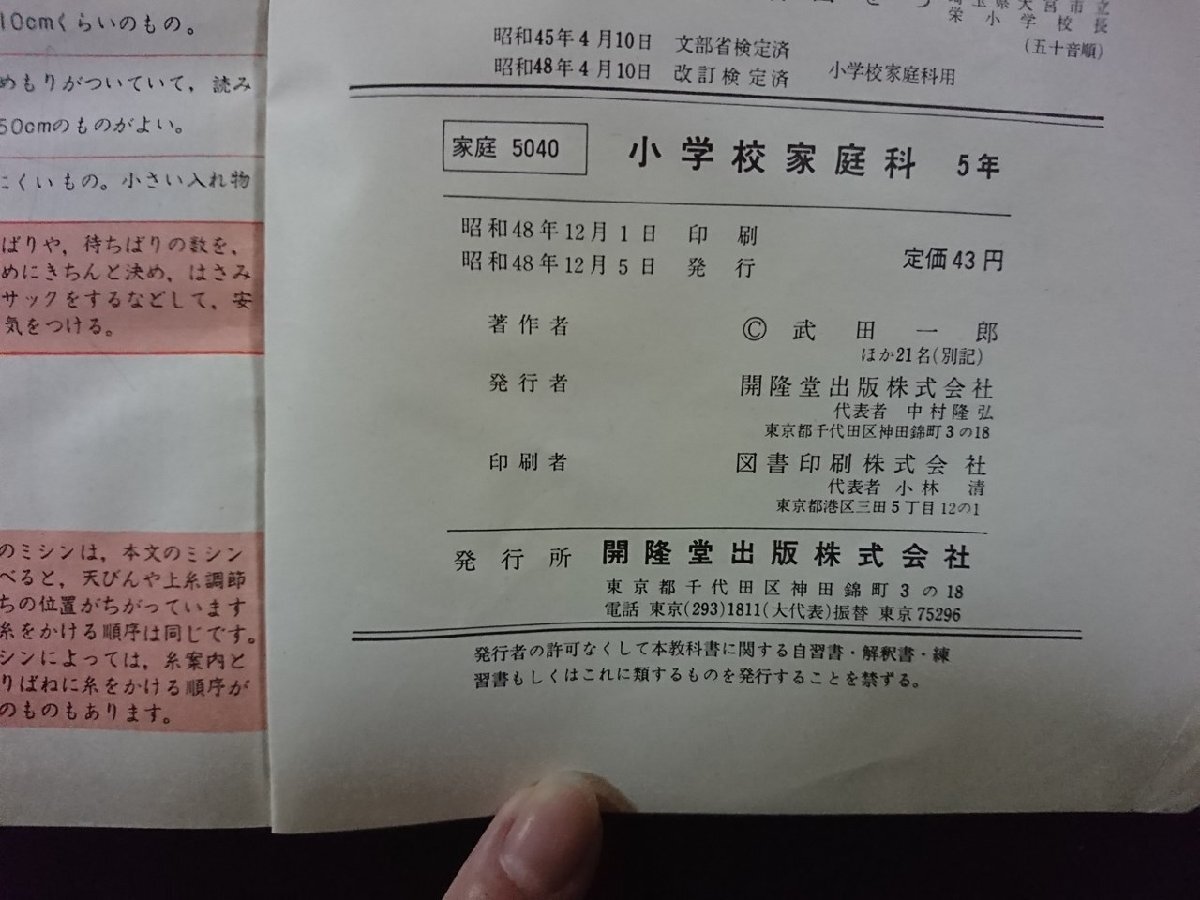 10cmくらいのもの。
めもりがついていて，読み
50cmのものがよい。
にくいもの。小さい入れ物
ばりや，待ちばりの数を，
めにきちんと決め，はさみ
サックをするなどして，安
気をつける。
のミシンは，本文のミシン
べると，天びんや上糸調節
ちの位置がちがっています
糸をかける順序は同じです。
シンによっては，糸案内と
りばねに糸をかける順序が
のものもあります。
埼玉県大宮市立
栄小学校長
(五十音順)
昭和45年4月10日 文部省検定済
昭和48年4月10日 改訂検定済 小学校家庭科用
家庭 5040 小学校家庭科 5年
昭和48年12月1日 印刷
昭和48年12月5日 発行 定価43円
著作者 Ⓒ 武田一郎
ほか21名(別記)
発行者 開隆堂出版株式会社
代表者 中村隆弘
東京都千代田区神田錦町3の18
印刷者 図書印刷株式会社
代表者 小林 清
東京都港区三田5丁目12の1
発行所 開隆堂出版株式会社
東京都千代田区神田錦町3の18
電話 東京(293)1811(大代表)振替 東京75296
発行者の許可なくして本教科書に関する自習書・解釈書・練
習書もしくはこれに類するものを発行することを禁ずる。